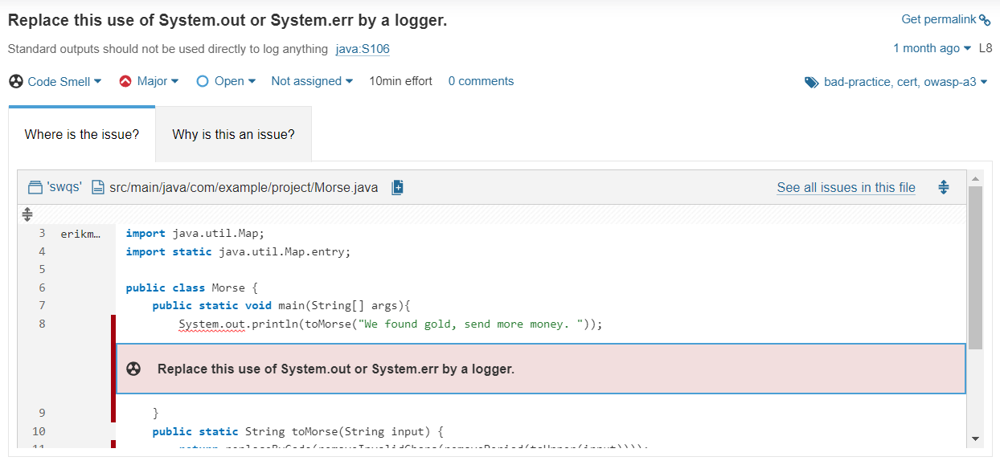 Replace this use of System.out or System.err by a logger.
Get permalink
Standard outputs should not be used directly to log anything java:S106
1 month ago L8
Code Smell Major Open Not assigned 10min effort 0 comments
bad-practice, cert, owasp-a3
Where is the issue? Why is this an issue?
'swqs' src/main/java/com/example/project/Morse.java See all issues in this file
3 erikm… import java.util.Map;
4 import static java.util.Map.entry;
5
6 public class Morse {
7 public static void main(String[] args){
8 System.out.println(toMorse("We found gold, send more money. "));
Replace this use of System.out or System.err by a logger.
9 }
10 public static String toMorse(String input) {